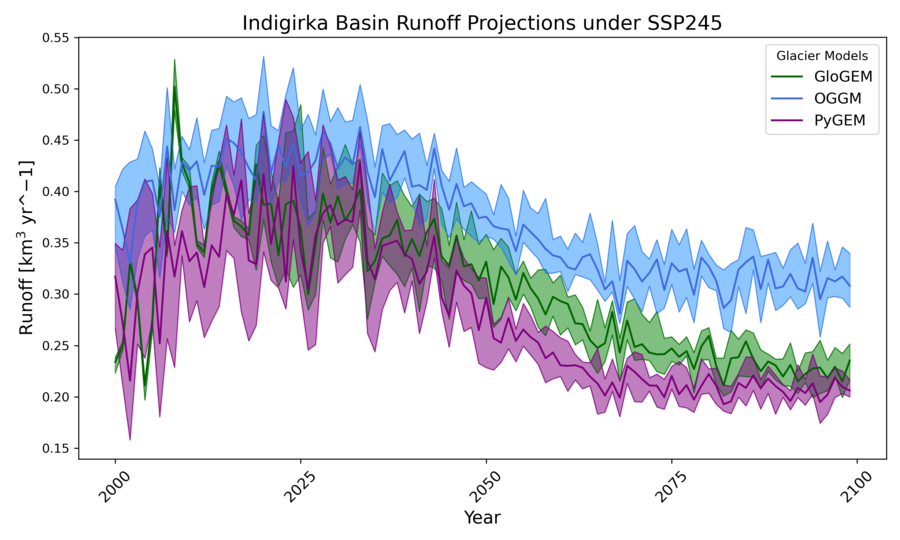 Indigirka Basin Runoff Projections under SSP245
Glacier Models
GloGEM
OGGM
PyGEM
Runoff [km³ yr^−1]
0.55
0.50
0.45
0.40
0.35
0.30
0.25
0.20
0.15
2000
2025
2050
2075
2100
Year